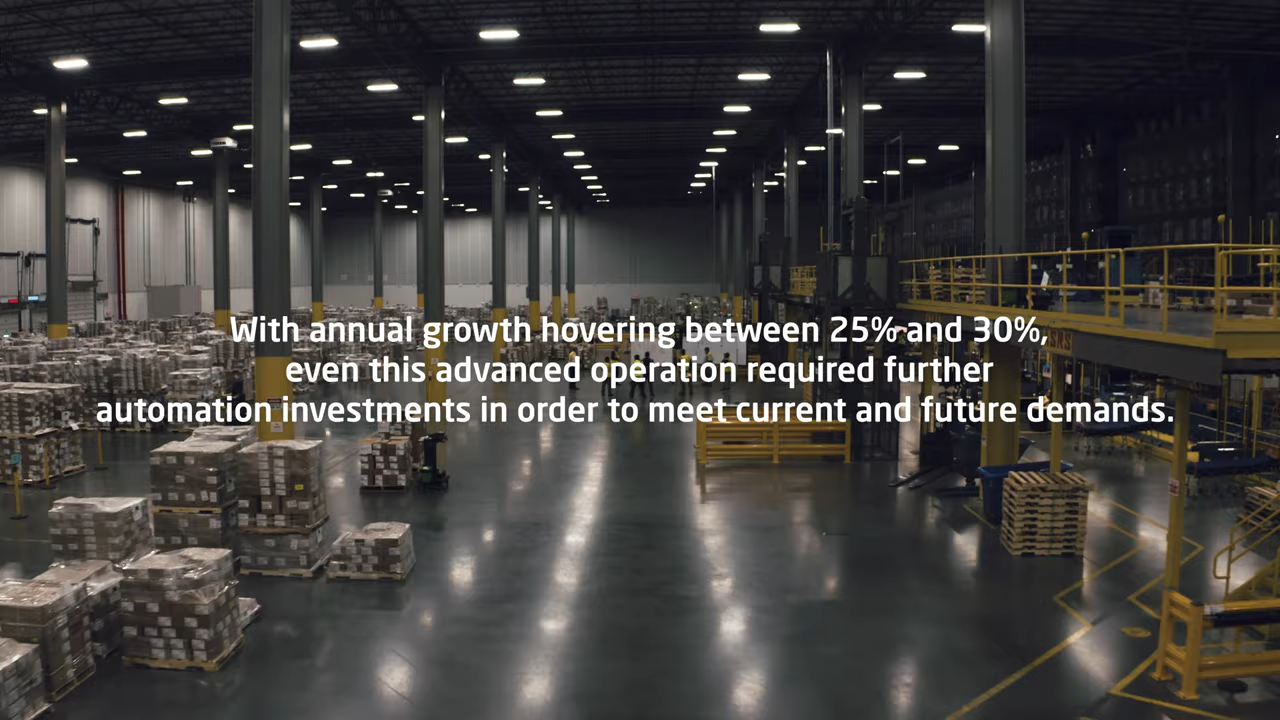 With annual growth hovering between 25% and 30%,
even this advanced operation required further
automation investments in order to meet current and future demands.